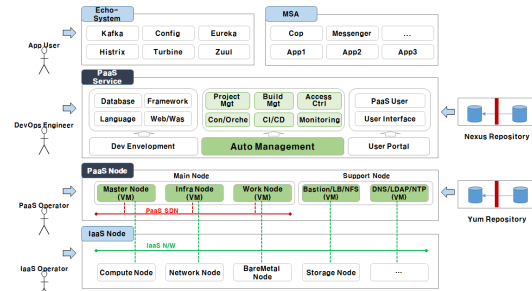 Echo-
System
MSA
Kafka
Config
Eureka
Cop
Messenger
...
Histrix
Turbine
Zuul
App1
App2
App3
App User
PaaS
Service
Database
Framework
Project
Mgt
Build
Mgt
Access
Ctrl
PaaS User
Language
Web/Was
Con/Orche
CI/CD
Monitoring
User Interface
DevOps Engineer
Nexus Repository
Dev Envelopment
Auto Management
User Portal
PaaS Node
Main Node
Support Node
Master Node
(VM)
Infra Node
(VM)
Work Node
(VM)
Bastion/LB/NFS
(VM)
DNS/LDAP/NTP
(VM)
PaaS SDN
PaaS Operator
Yum Repository
IaaS Node
IaaS N/W
Compute Node
Network Node
BareMetal
Node
Storage Node
...
IaaS Operator